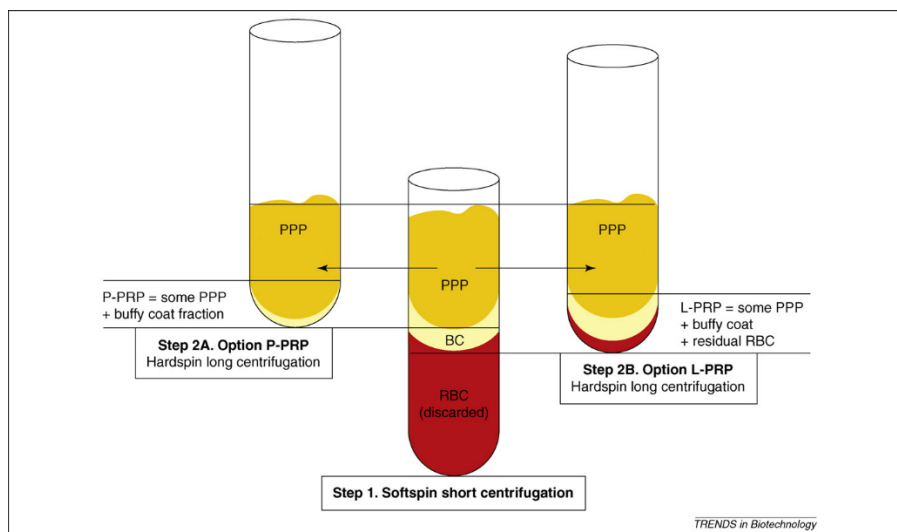 PPP
P-PRP = some PPP
+ buffy coat fraction
Step 2A. Option P-PRP
Hardspin long centrifugation
PPP
BC
RBC
(discarded)
Step 1. Softspin short centrifugation
PPP
L-PRP = some PPP
+ buffy coat
+ residual RBC
Step 2B. Option L-PRP
Hardspin long centrifugation
TRENDS in Biotechnology